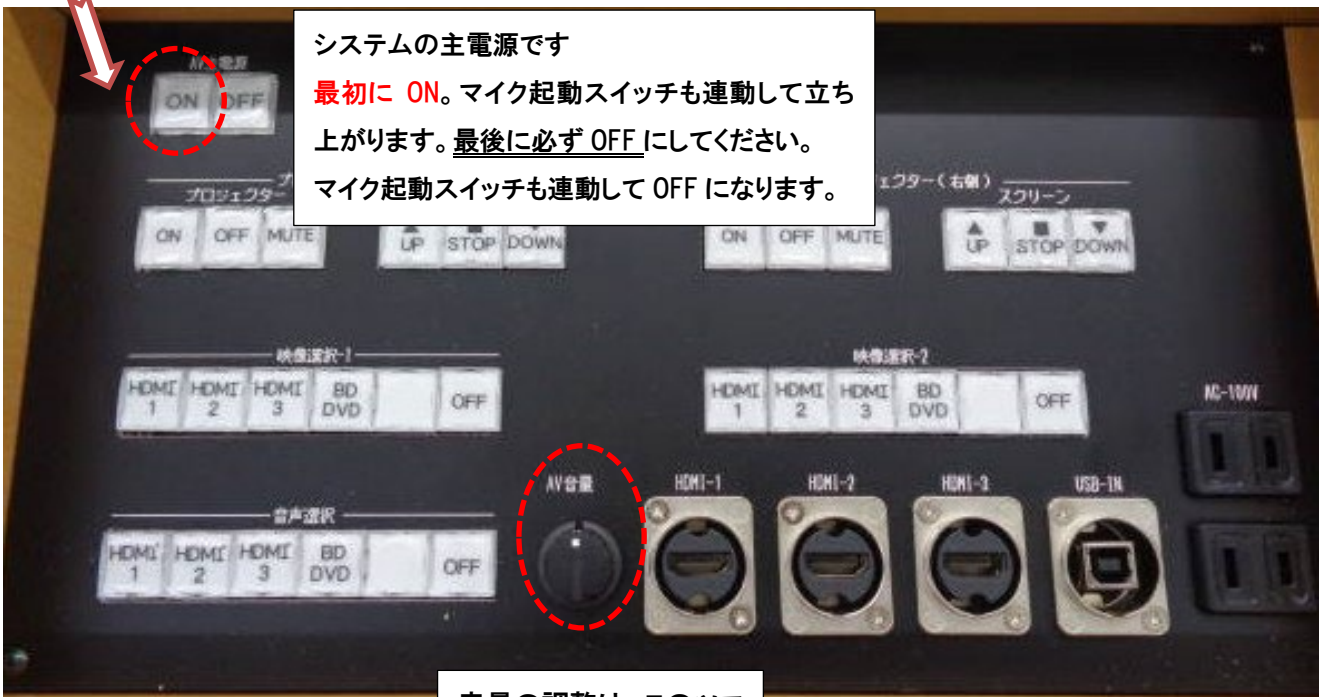 システムの主電源です
最初に ON。マイク起動スイッチも連動して立ち
上がります。最後に必ず OFF にしてください。
マイク起動スイッチも連動して OFF になります。
ON OFF
プロジェクター
ON OFF MUTE
UP STOP DOWN
(右側)
スクリーン
ON OFF MUTE
▲ ■ ▼
UP STOP DOWN
映像選択-1
HDMI 1 HDMI 2 HDMI 3 BD DVD OFF
映像選択-2
HDMI 1 HDMI 2 HDMI 3 BD DVD OFF
AC-100V
音声選択
HDMI 1 HDMI 2 HDMI 3 BD DVD OFF
AV音量
HDMI-1
HDMI-2
HDMI-3
USB-IN